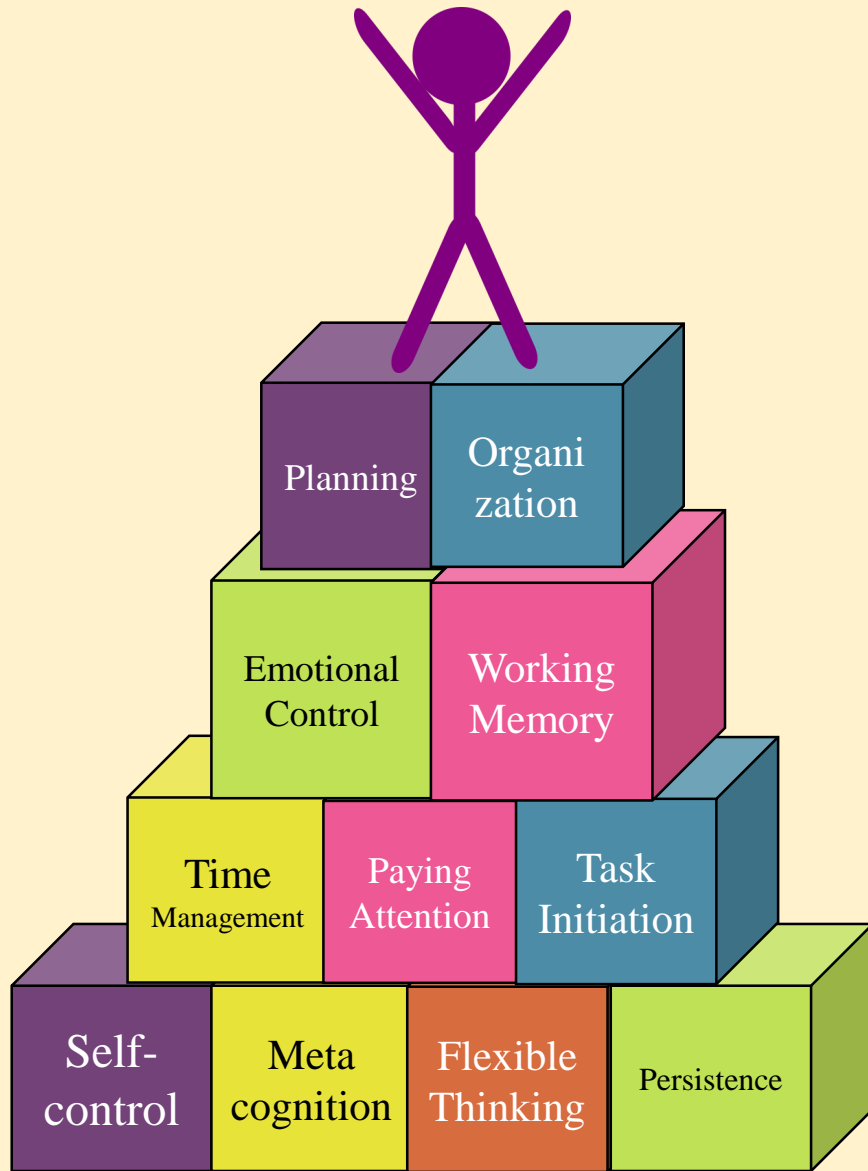 Planning
Organi
zation
Emotional
Control
Working
Memory
Time
Management
Paying
Attention
Task
Initiation
Self-
control
Meta
cognition
Flexible
Thinking
Persistence